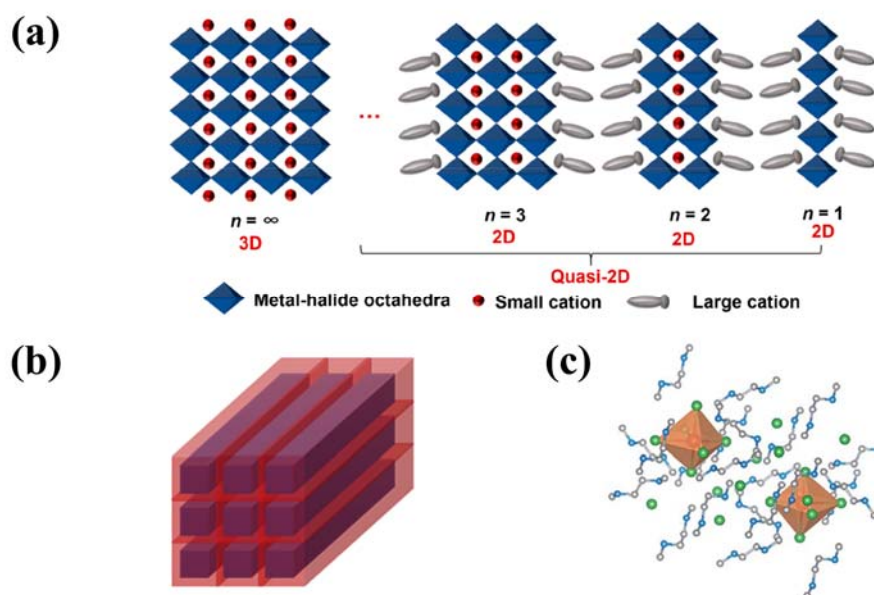 (a)
...
n = ∞
3D
n = 3
2D
n = 2
2D
n = 1
2D
Quasi-2D
Metal-halide octahedra
Small cation
Large cation
(b)
(c)